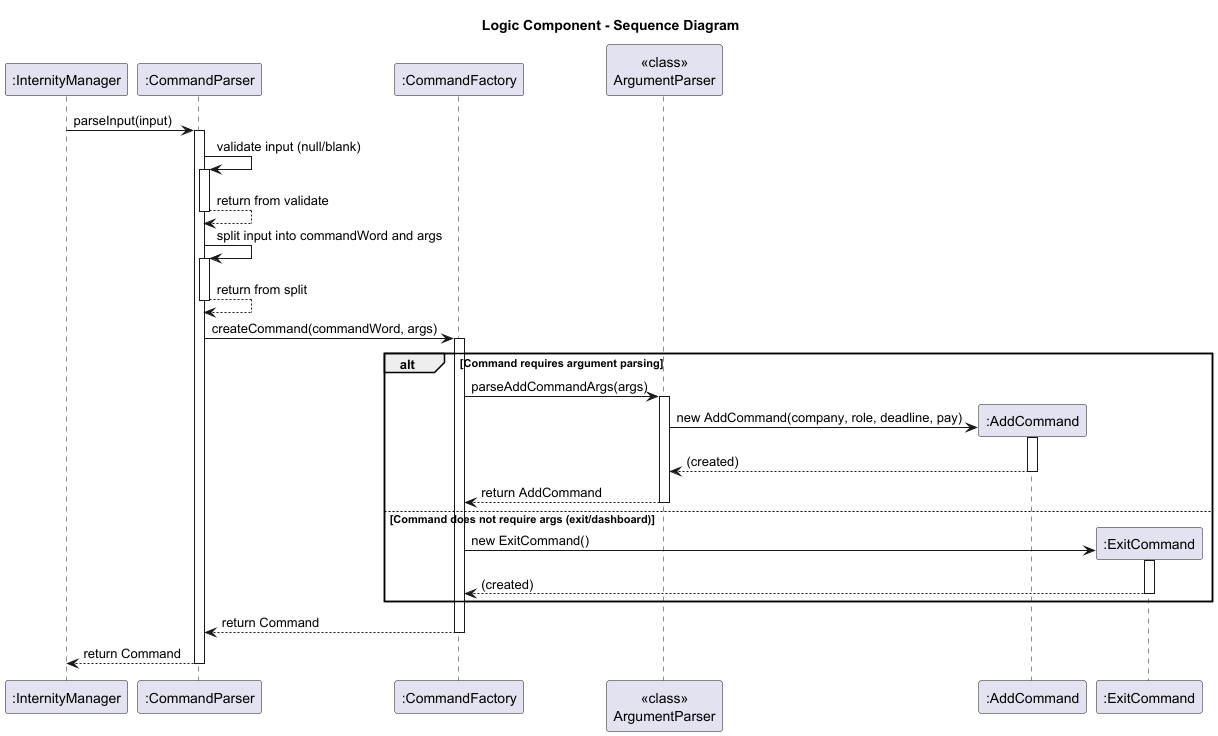 Logic Component - Sequence Diagram
:InternityManager
:CommandParser
:CommandFactory
«class»
ArgumentParser
parseInput(input)
validate input (null/blank)
return from validate
split input into commandWord and args
return from split
createCommand(commandWord, args)
alt
[Command requires argument parsing]
parseAddCommandArgs(args)
new AddCommand(company, role, deadline, pay)
:AddCommand
(created)
return AddCommand
[Command does not require args (exit/dashboard)]
new ExitCommand()
:ExitCommand
(created)
return Command
return Command
:InternityManager
:CommandParser
:CommandFactory
«class»
ArgumentParser
:AddCommand
:ExitCommand